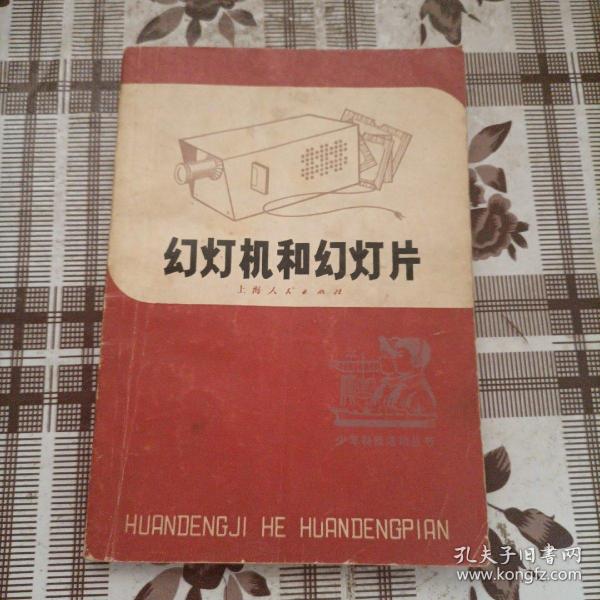 幻灯机和幻灯片
上海人民出版社
少年科技活动丛书
HUANDENGJI HE HUANDENGPIAN
孔夫子旧书网
www.kongfz.com